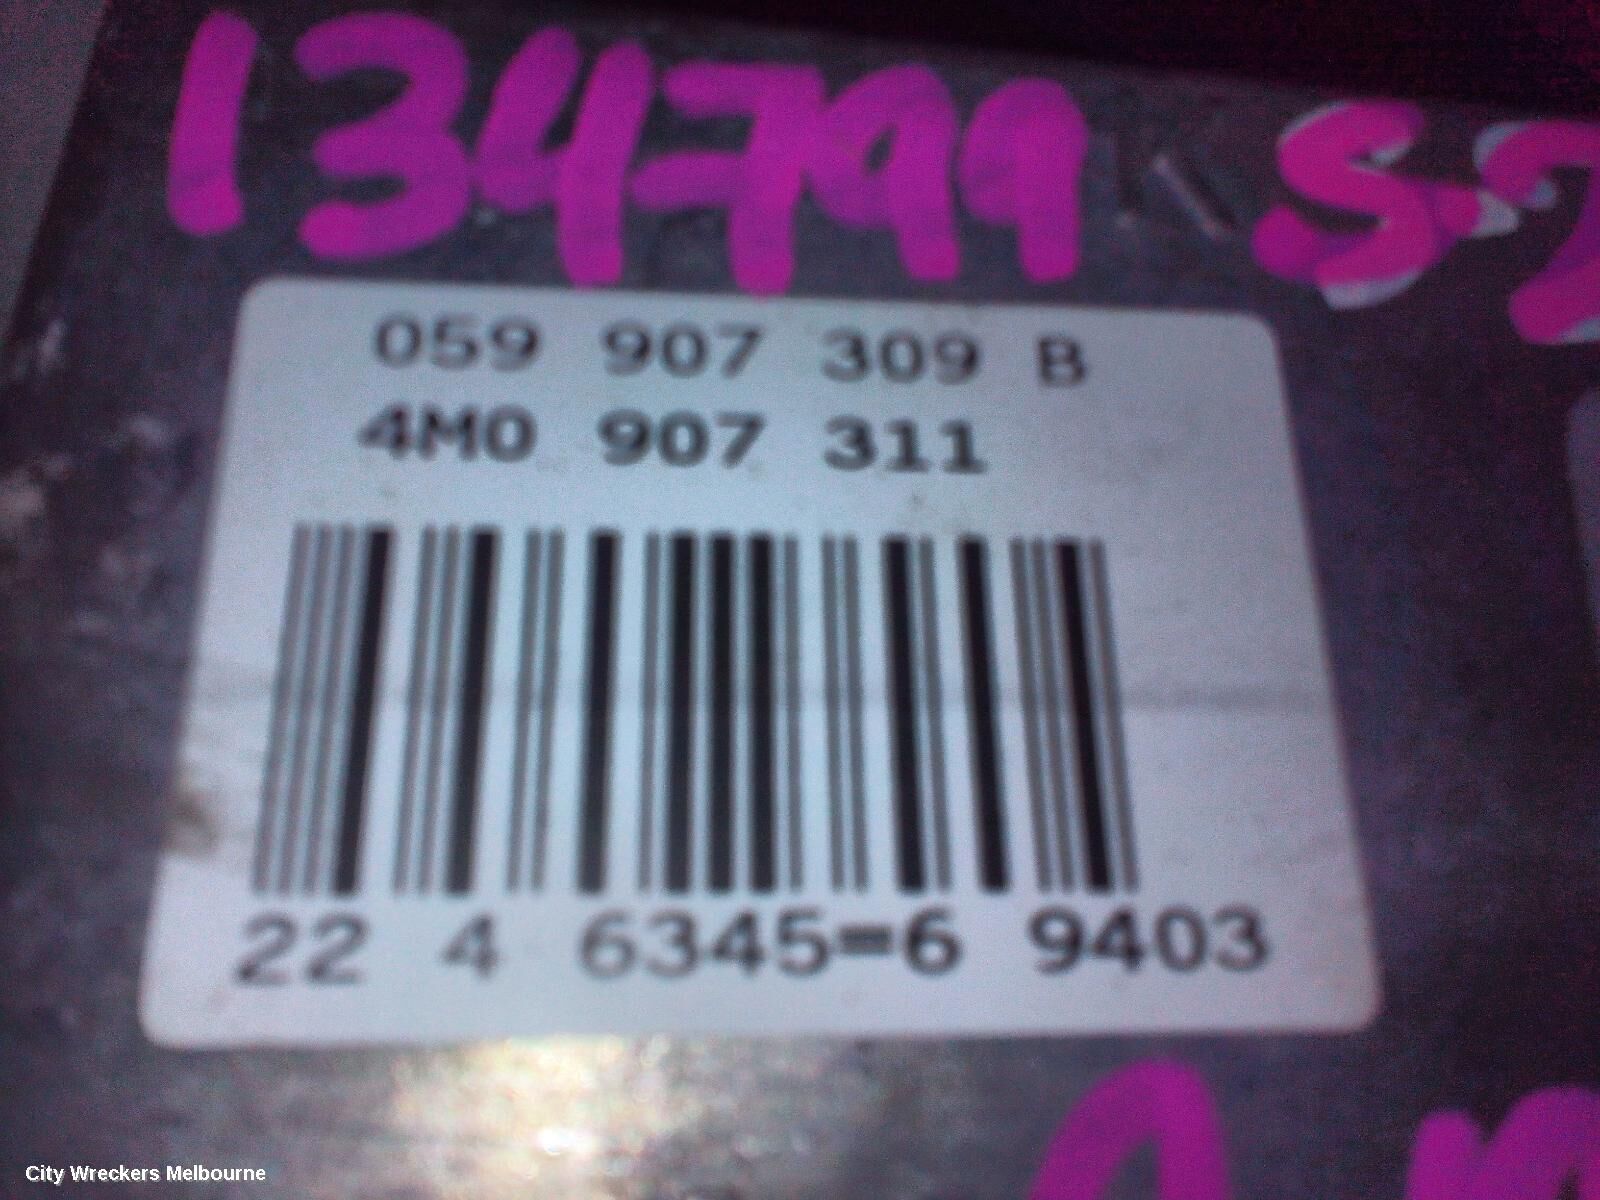 134799
059 907 309 B
4M0 907 311
22 4 6345=6 9403
City Wreckers Melbourne